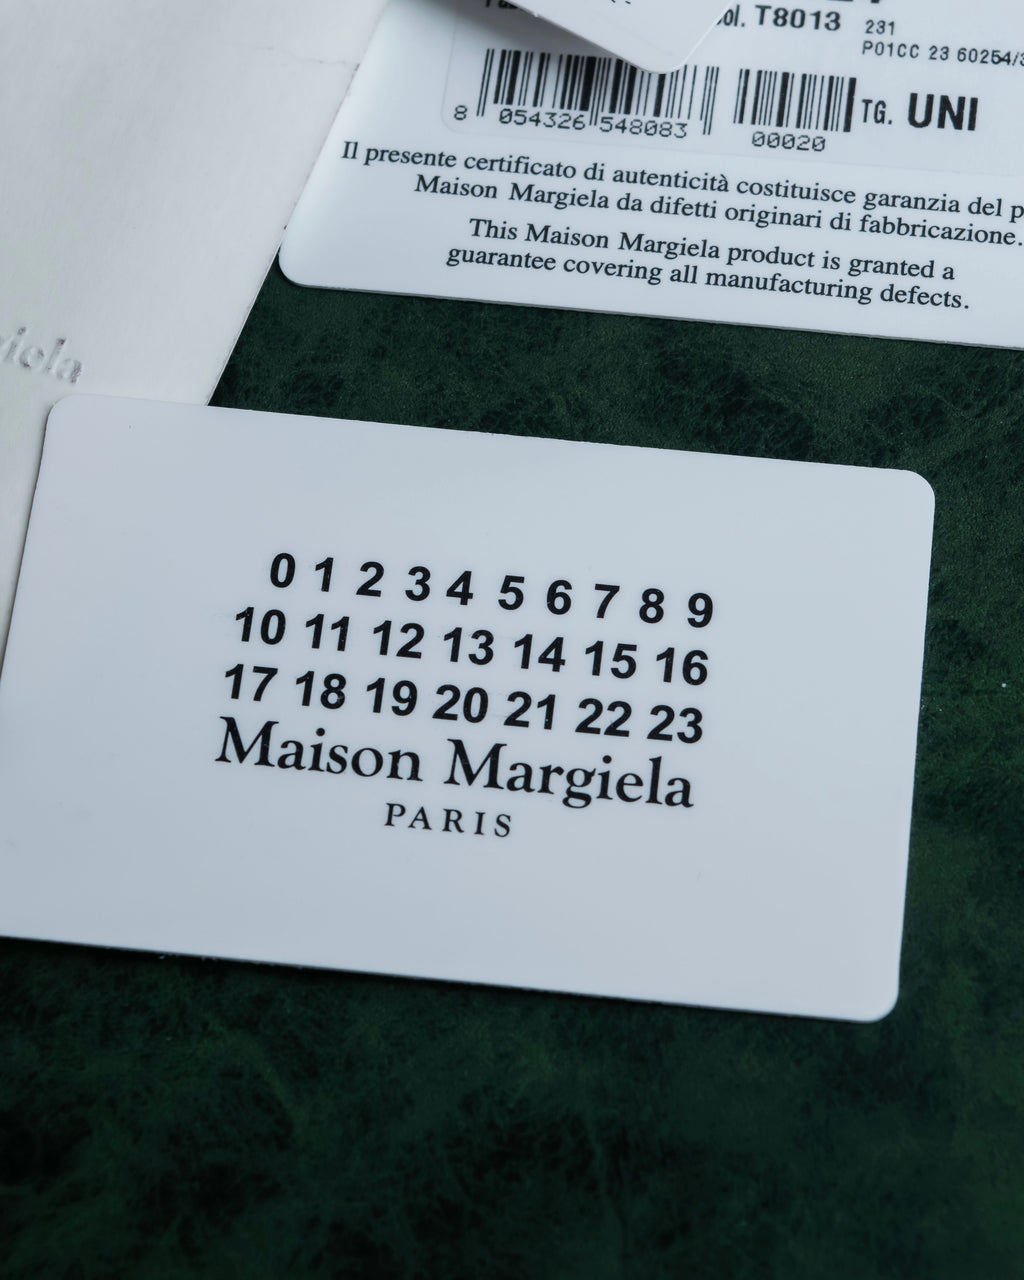 col. T8013 231
P01CC 23 60254/
8 054326 548083
00020
TG. UNI
Il presente certificato di autenticità costituisce garanzia del p
Maison Margiela da difetti originari di fabbricazione.
This Maison Margiela product is granted a
guarantee covering all manufacturing defects.
giela
0 1 2 3 4 5 6 7 8 9
10 11 12 13 14 15 16
17 18 19 20 21 22 23
Maison Margiela
PARIS